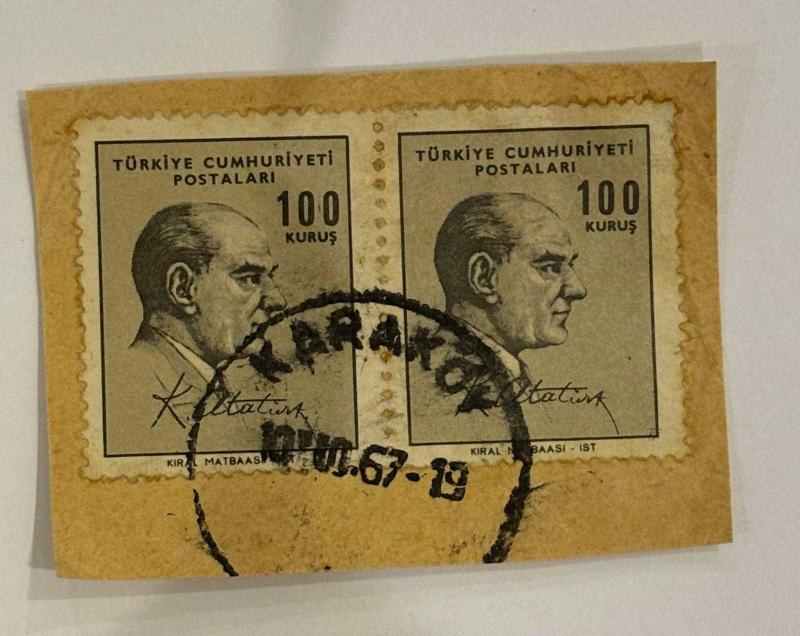 TÜRKİYE CUMHURİYETİ
POSTALARI
100
KURUŞ
K. Atatürk
KIRAL MATBAASI
TÜRKİYE CUMHURİYETİ
POSTALARI
100
KURUŞ
K. Atatürk
KIRAL MATBAASI - İST
KARAKÖY
.67-19